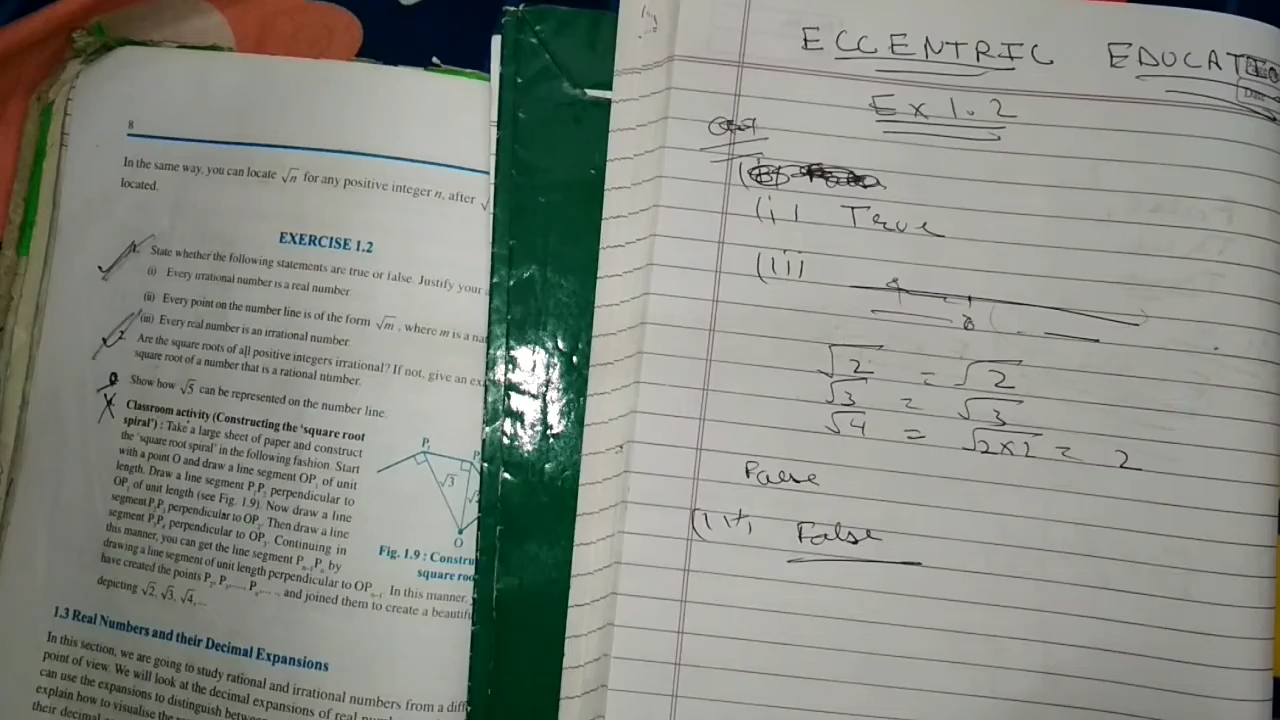 8
In the same way, you can locate √n for any positive integer n, after √
located.
EXERCISE 1.2
1. State whether the following statements are true or false. Justify your
(i) Every irrational number is a real number.
(ii) Every point on the number line is of the form √m, where m is a na
(iii) Every real number is an irrational number.
2. Are the square roots of all positive integers irrational? If not, give an ex
square root of a number that is a rational number.
Show how √5 can be represented on the number line.
Classroom activity (Constructing the 'square root
spiral') : Take a large sheet of paper and construct
the 'square root spiral' in the following fashion. Start
with a point O and draw a line segment OP₁ of unit
length. Draw a line segment P₁P₂ perpendicular to
OP₁ of unit length (see Fig. 1.9). Now draw a line
segment P₂P₃ perpendicular to OP₂. Then draw a line
segment P₃P₄ perpendicular to OP₃. Continuing in
this manner, you can get the line segment Pₙ₋₁Pₙ by
drawing a line segment of unit length perpendicular to OPₙ₋₁. In this manner,
have created the points P₂, P₃,...., Pₙ,... ., and joined them to create a beautifu
depicting √2, √3, √4, ...
P₃
√3
O
Fig. 1.9 : Constru
square roo
1.3 Real Numbers and their Decimal Expansions
In this section, we are going to study rational and irrational numbers from a diff
point of view. We will look at the decimal expansions of real
can use the expansions to distinguish betw
explain how to visualise the
their decimal
ECCENTRIC EDUCATIO
Ex 1.2
(i) True
(ii)
√2 = √2
√3 = √3
√4 = √2×2 = 2
False
(iii) False